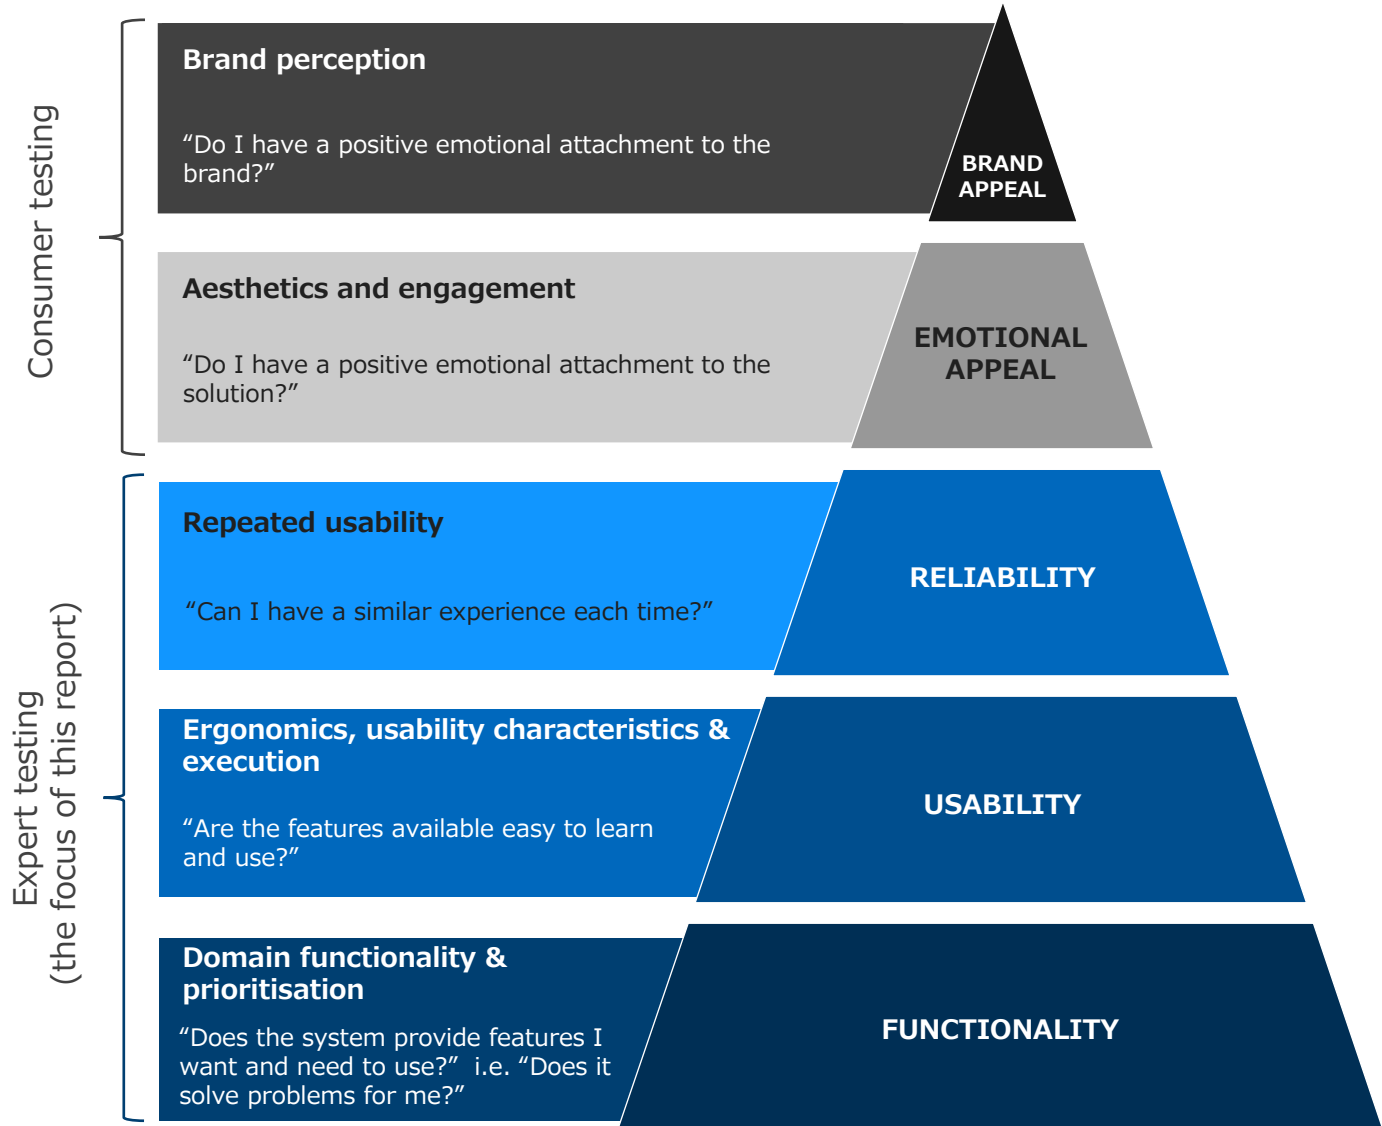 Consumer testing
Brand perception
“Do I have a positive emotional attachment to the
brand?”
BRAND
APPEAL
Aesthetics and engagement
“Do I have a positive emotional attachment to the
solution?”
EMOTIONAL
APPEAL
Expert testing
(the focus of this report)
Repeated usability
“Can I have a similar experience each time?”
RELIABILITY
Ergonomics, usability characteristics &
execution
“Are the features available easy to learn
and use?”
USABILITY
Domain functionality &
prioritisation
“Does the system provide features I
want and need to use?”  i.e. “Does it
solve problems for me?”
FUNCTIONALITY